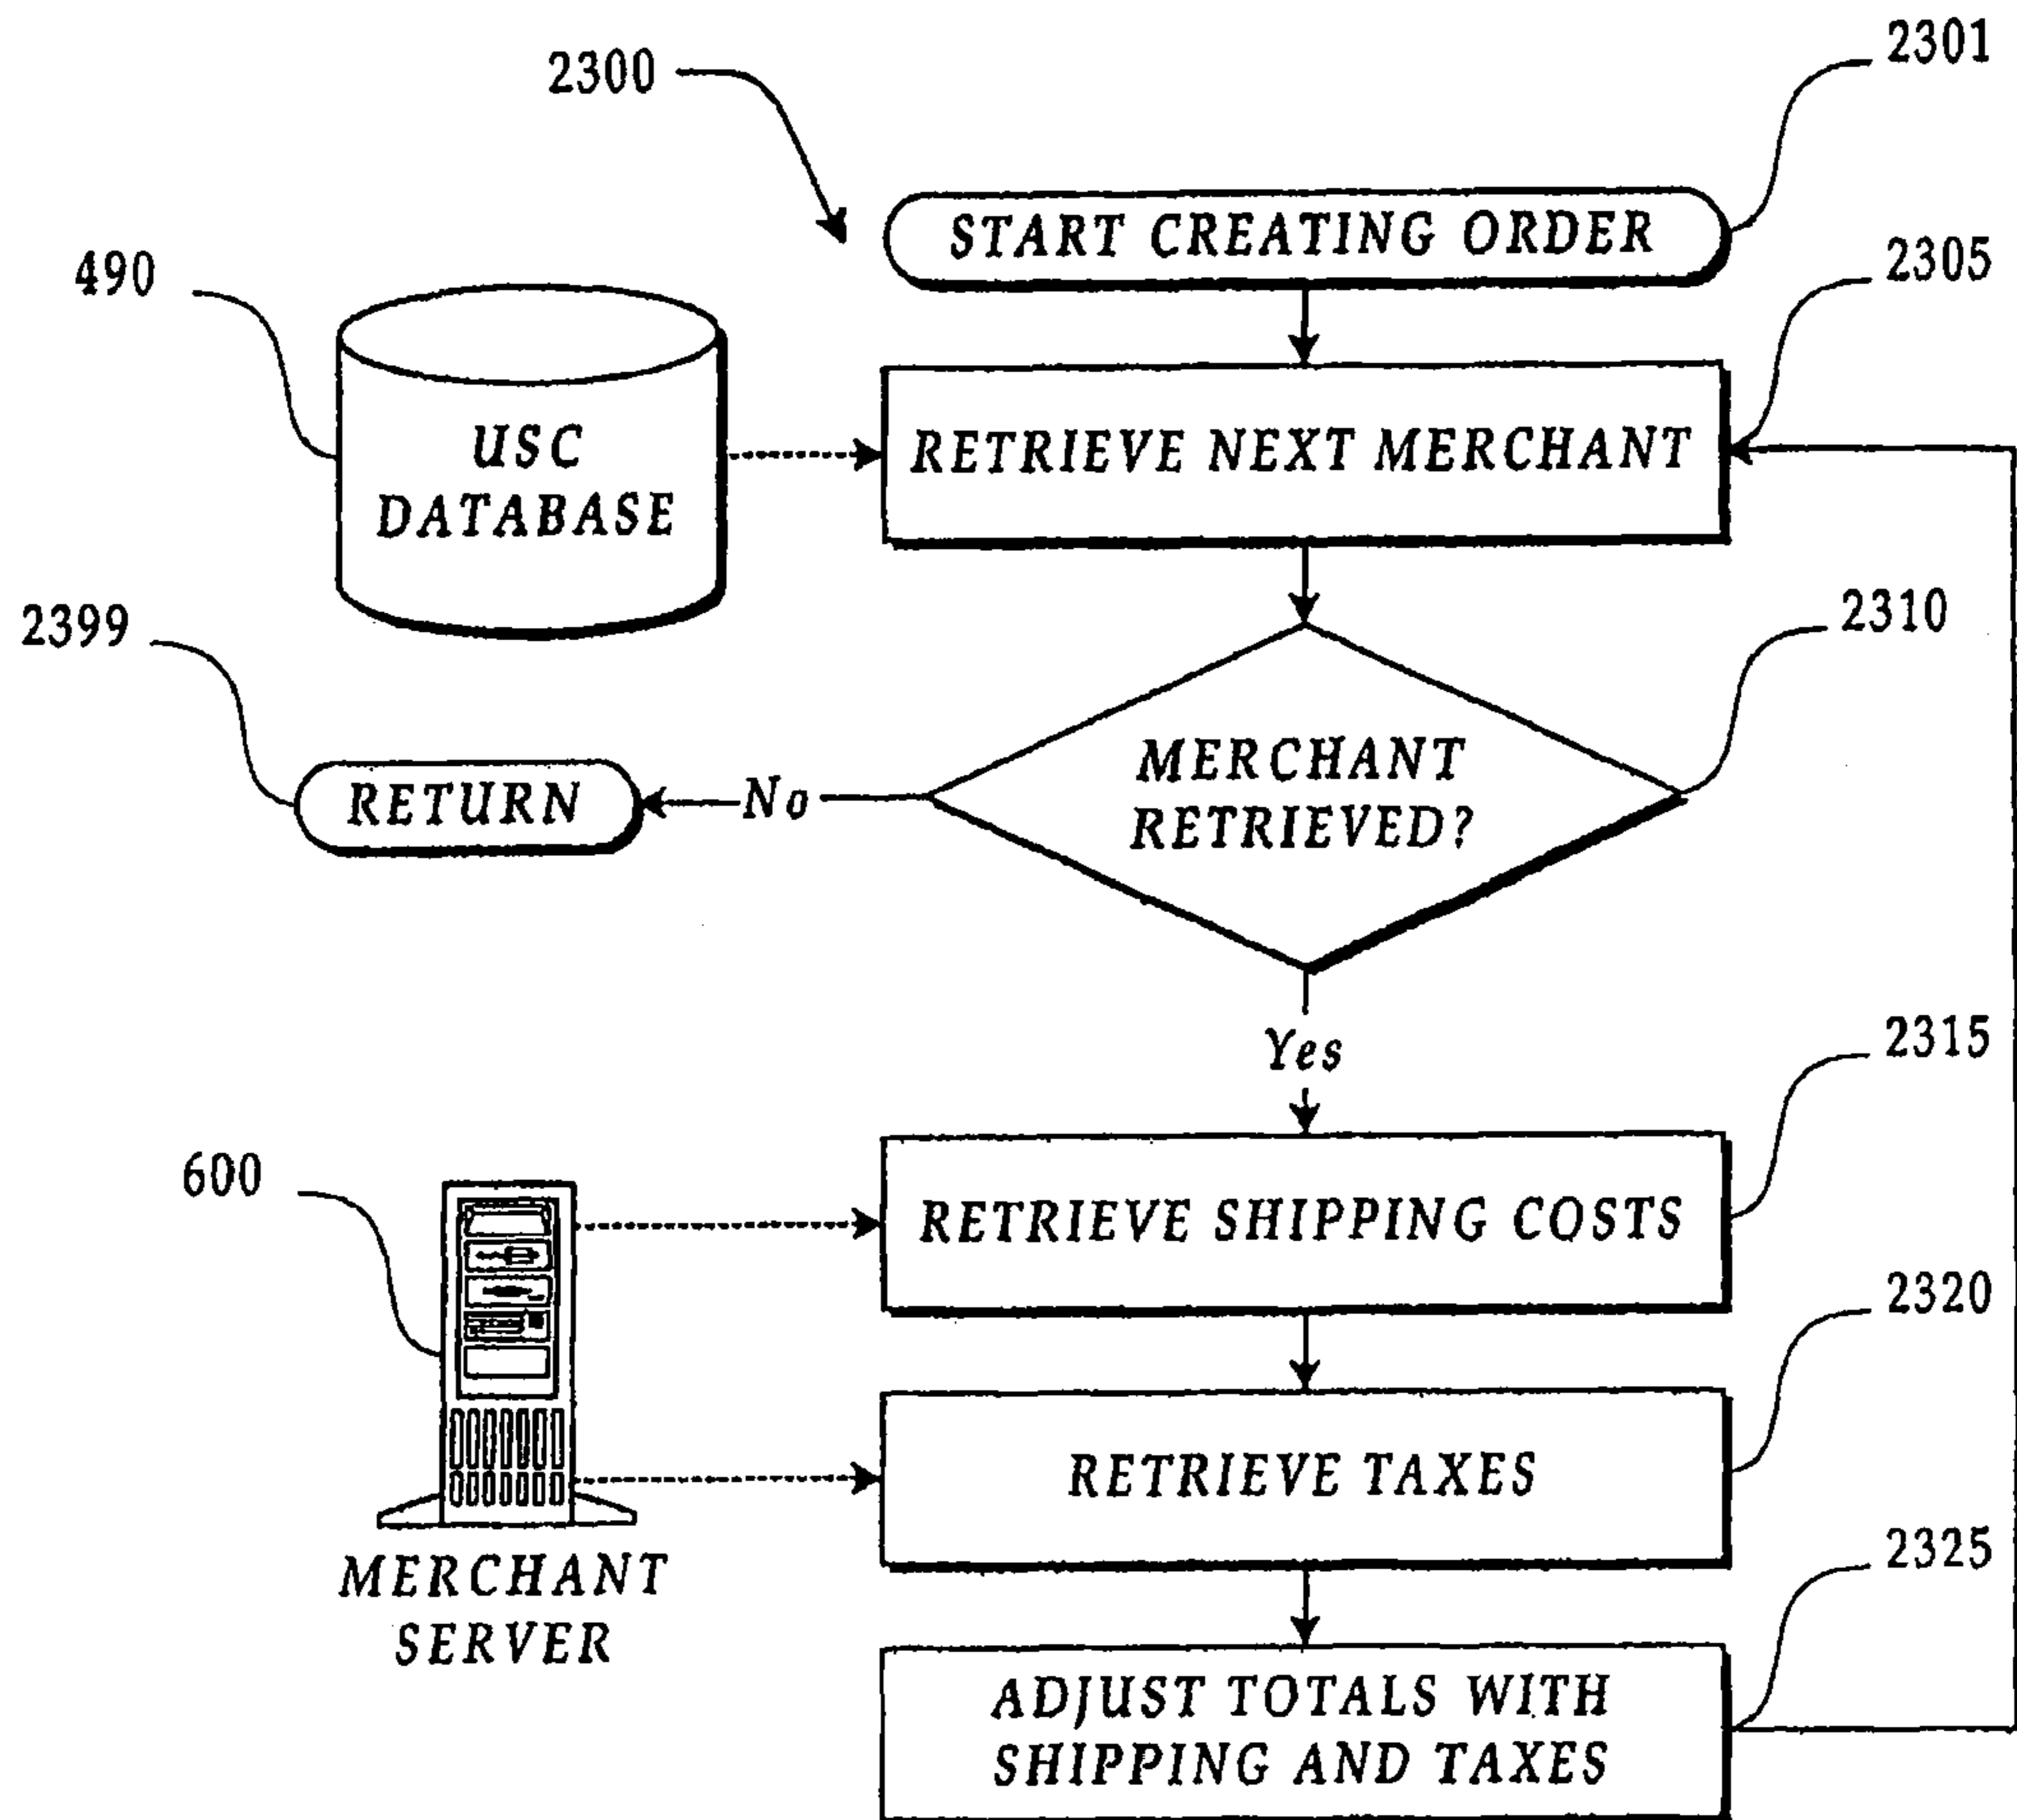 2300
2301
START CREATING ORDER
2305
490
USC
DATABASE
RETRIEVE NEXT MERCHANT
2399
2310
MERCHANT
RETRIEVED?
RETURN
No
Yes
2315
600
RETRIEVE SHIPPING COSTS
2320
RETRIEVE TAXES
MERCHANT
SERVER
2325
ADJUST TOTALS WITH
SHIPPING AND TAXES